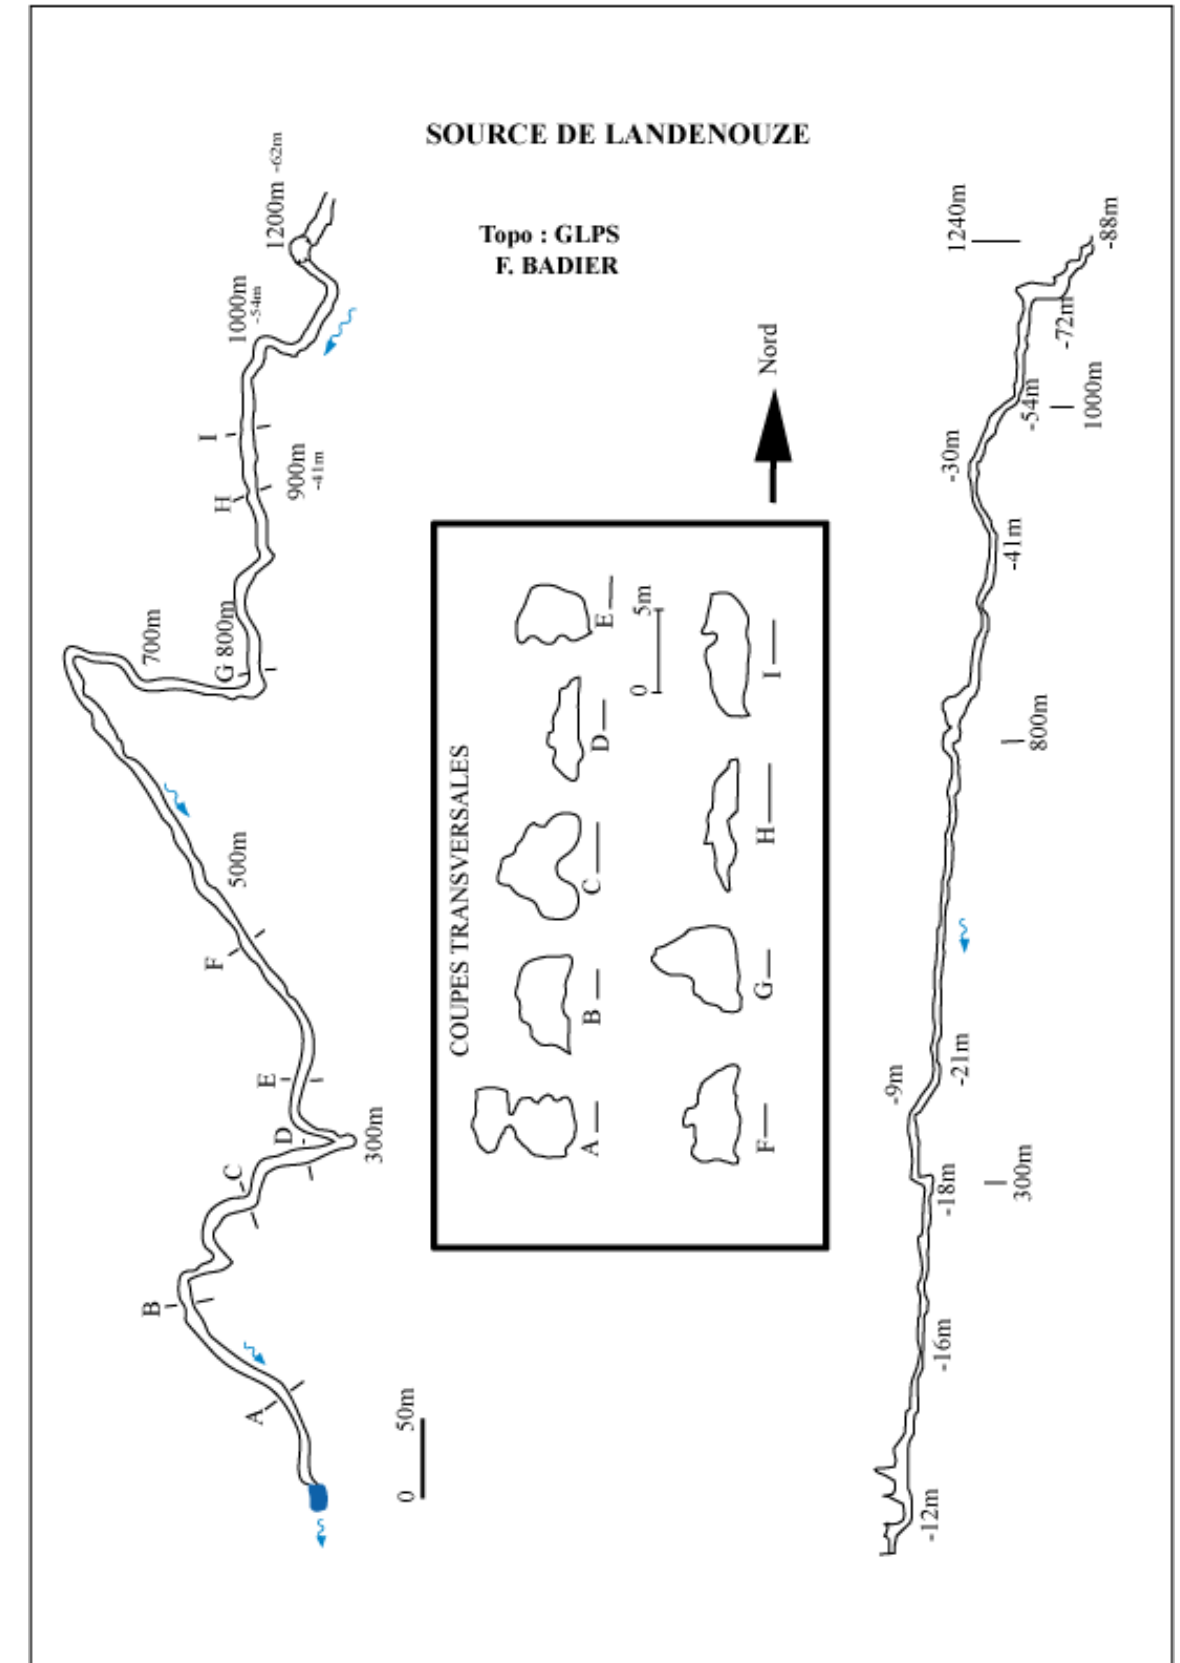 SOURCE DE LANDENOUZE
Topo : GLPS
F. BADIER
Nord
1200m -62m
1000m
-54m
I
900m
-41m
H
700m
G 800m
500m
F
E
D
300m
C
B
A
0 50m
COUPES TRANSVERSALES
A
B
C
D
E
0 5m
F
G
H
I
1240m
-88m
-72m
-54m
1000m
-30m
-41m
800m
-21m
-9m
-18m
300m
-16m
-12m